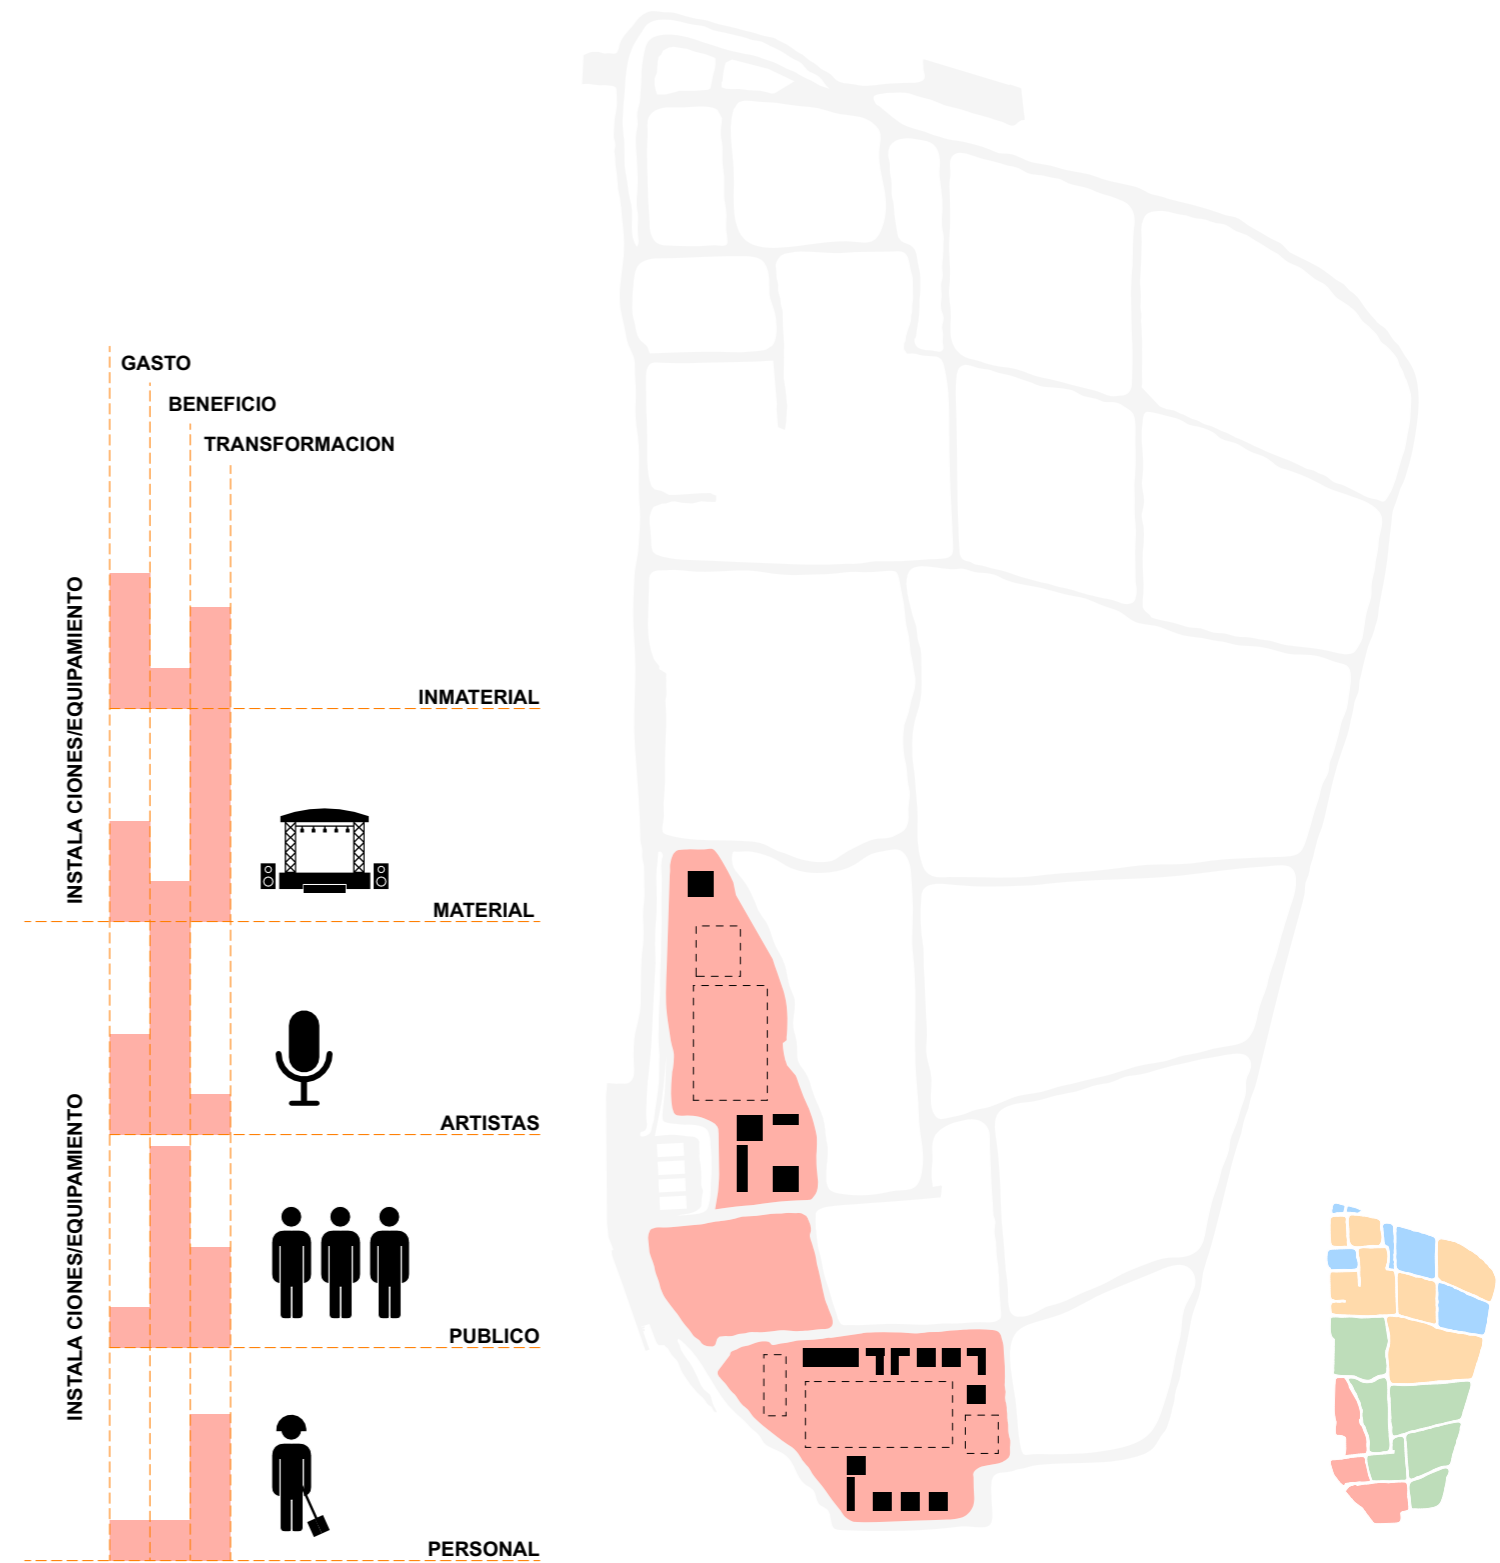 GASTO
BENEFICIO
TRANSFORMACION
INSTALA CIONES/EQUIPAMIENTO
INMATERIAL
MATERIAL
ARTISTAS
INSTALA CIONES/EQUIPAMIENTO
PUBLICO
PERSONAL